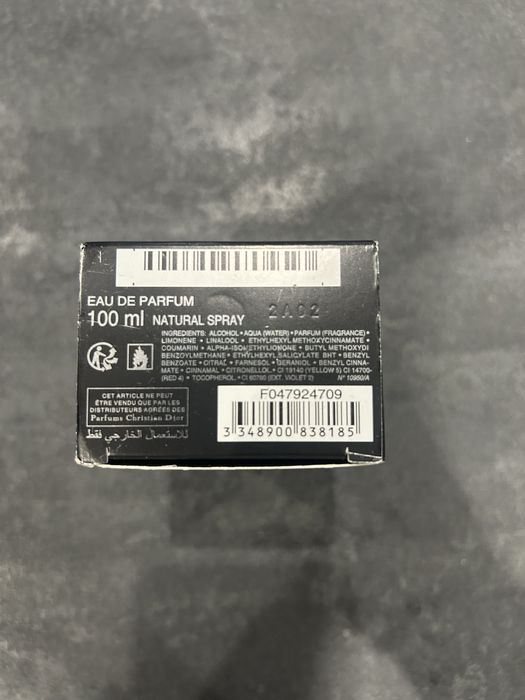 EAU DE PARFUM
100 ml NATURAL SPRAY
2A02
INGREDIENTS: ALCOHOL • AQUA (WATER) • PARFUM (FRAGRANCE) •
LIMONENE • LINALOOL • ETHYLHEXYL METHOXYCINNAMATE •
COUMARIN • ALPHA-ISOMETHYLIONONE • BUTYL METHOXYDI
BENZOYLMETHANE • ETHYLHEXYL SALICYLATE BHT • BENZYL
BENZOATE • CITRAL • FARNESOL • GERANIOL • BENZYL CINNA-
MATE • CINNAMAL • CITRONELLOL • CI 19140 (YELLOW 5) CI 14700
(RED 4) • TOCOPHEROL • CI 60730 (EXT. VIOLET 2) N° 10950/A
CET ARTICLE NE PEUT
ÊTRE VENDU QUE PAR LES
DISTRIBUTEURS AGRÉÉS DES
Parfums Christian Dior
للاستعمال الخارجي فقط
F047924709
3 348900 838185